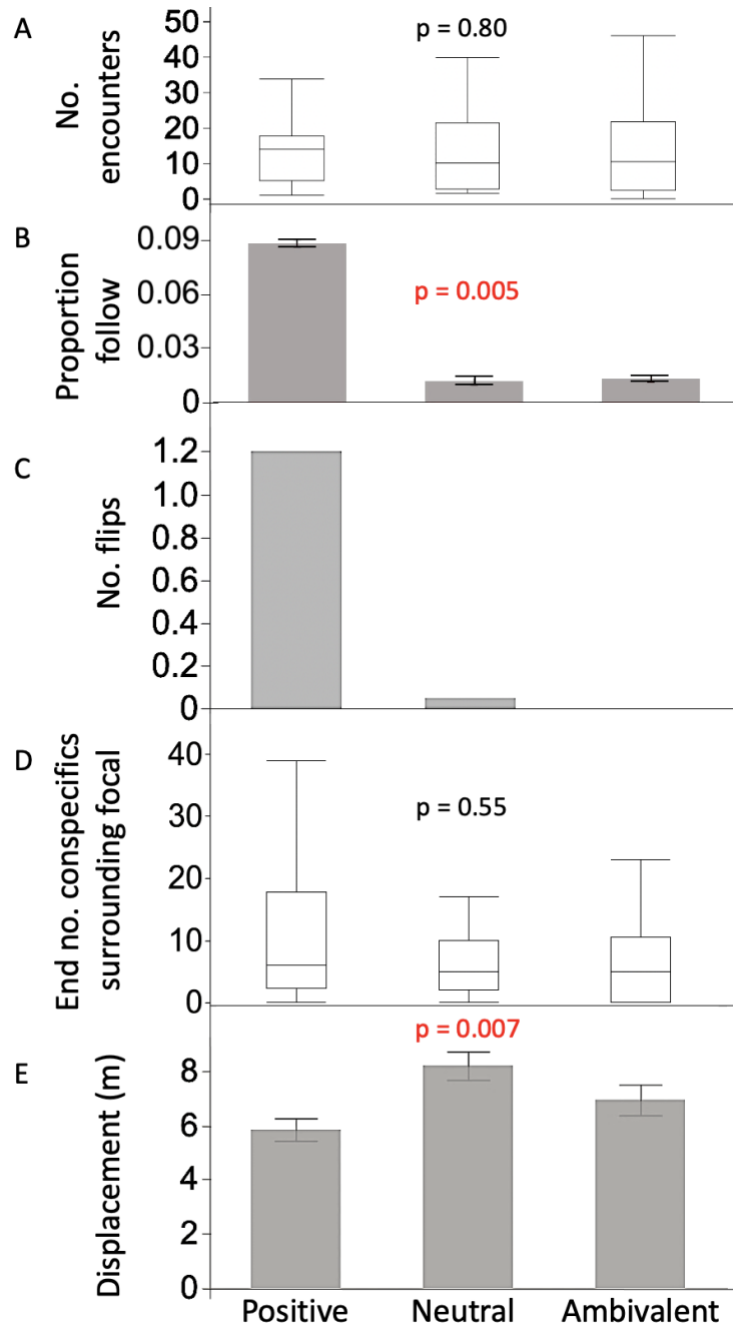 A
No.
encounters
50
40
30
20
10
0
p = 0.80
B
Proportion
follow
0.09
0.06
0.03
0
p = 0.005
C
No. flips
1.2
1.0
0.8
0.6
0.4
0.2
0
D
End no. conspecifics
surrounding focal
40
30
20
10
0
p = 0.55
E
Displacement (m)
8
6
4
2
0
p = 0.007
Positive
Neutral
Ambivalent